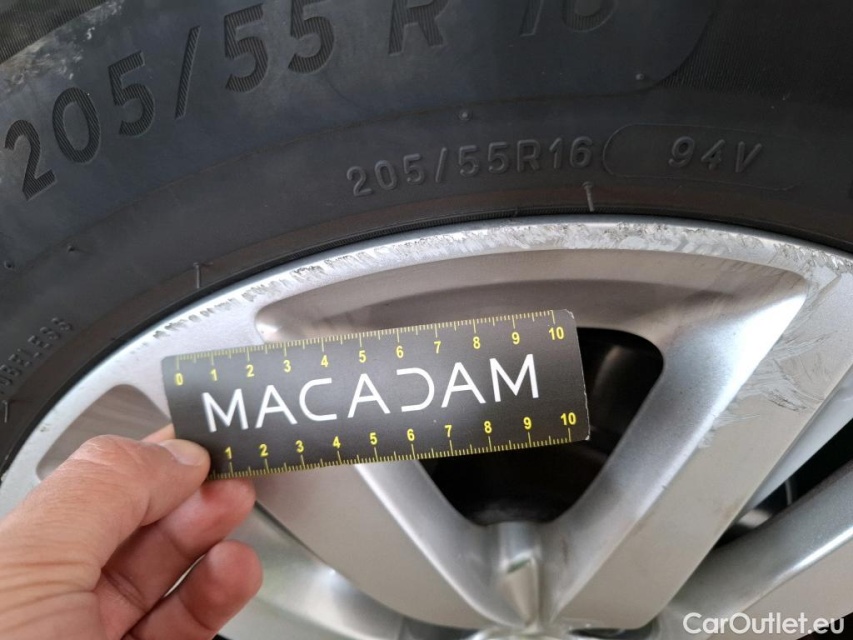 205/55 R 16
205/55R16 94V
0 1 2 3 4 5 6 7 8 9 10
MACADAM
1 2 3 4 5 6 7 8 9 10
CarOutlet.eu